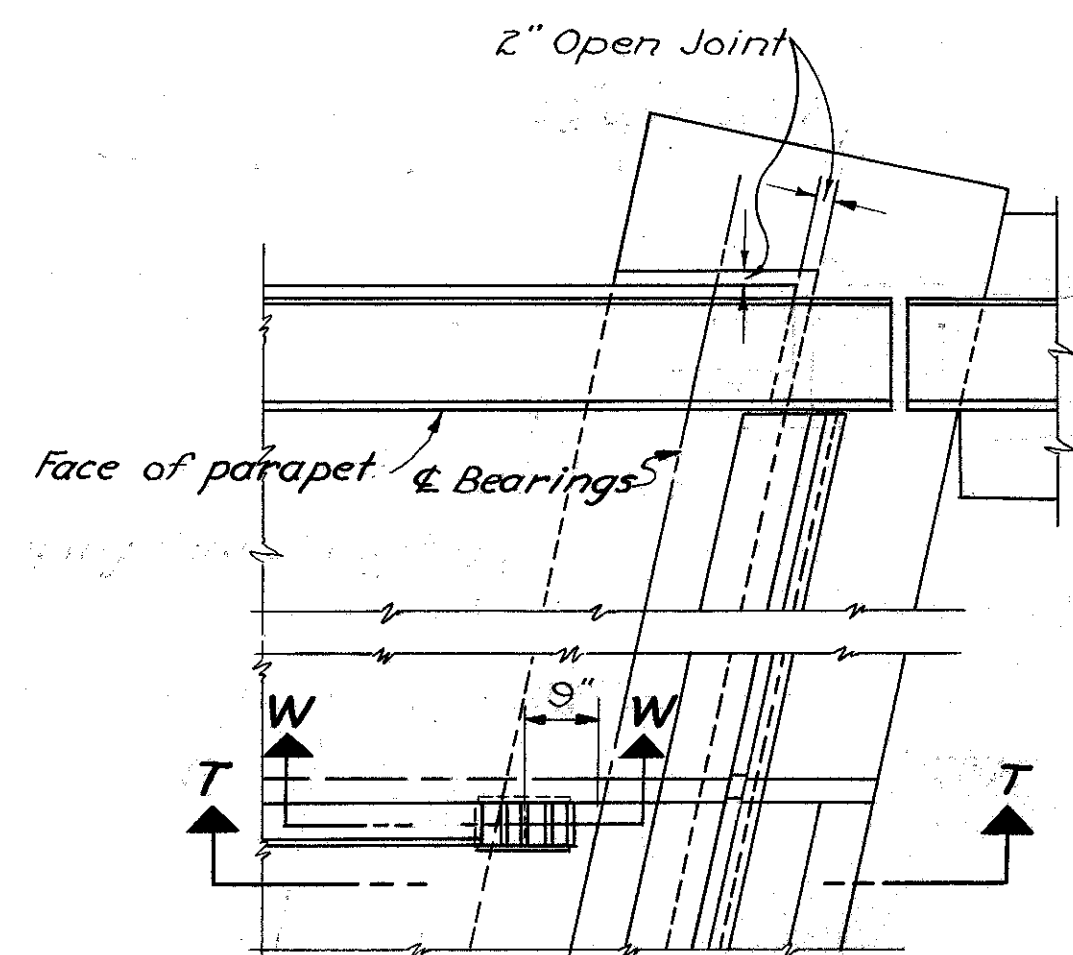 2" Open Joint
Face of parapet
℄ Bearings
9"
W W
T T